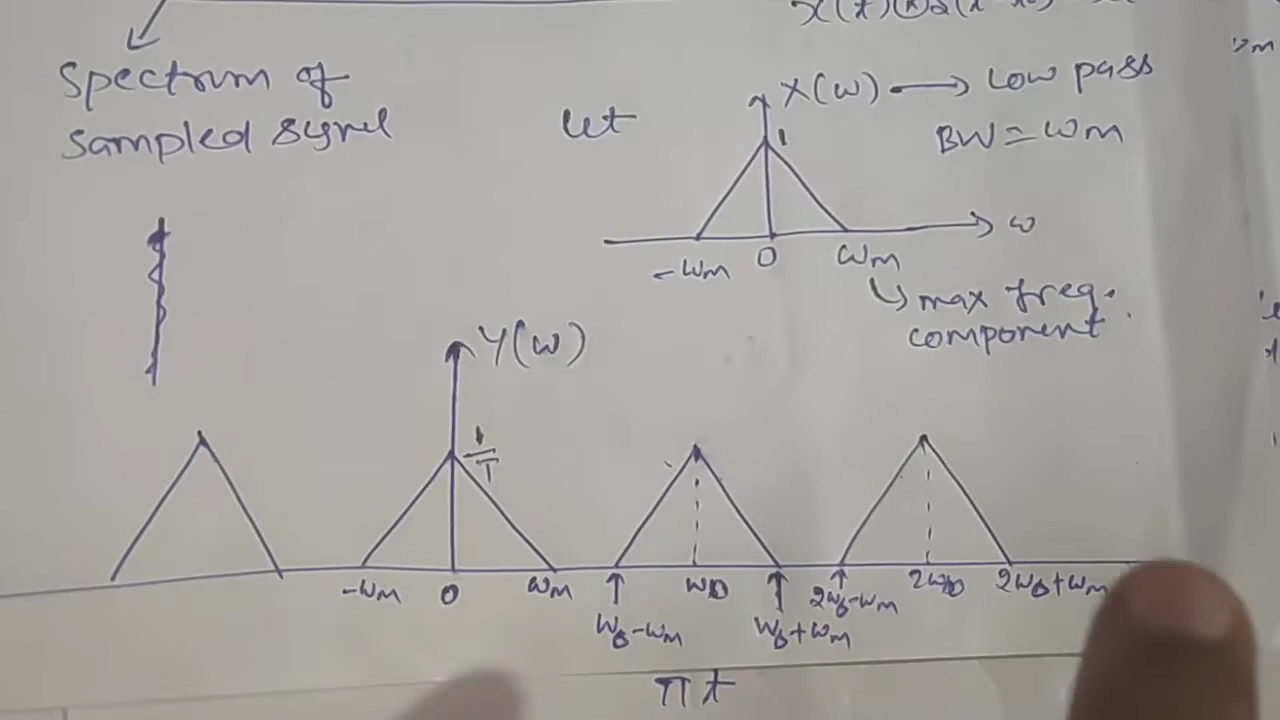 Spectrum of
sampled signel
let
X(ω) → Low pass
BW = ωm
1
ω
-ωm 0 ωm
↳ max freq.
component
Y(ω)
1/T
-ωm 0 ωm ωs 2ωs-ωm 2ωs 2ωs+ωm
ωs-ωm ωs+ωm
π t